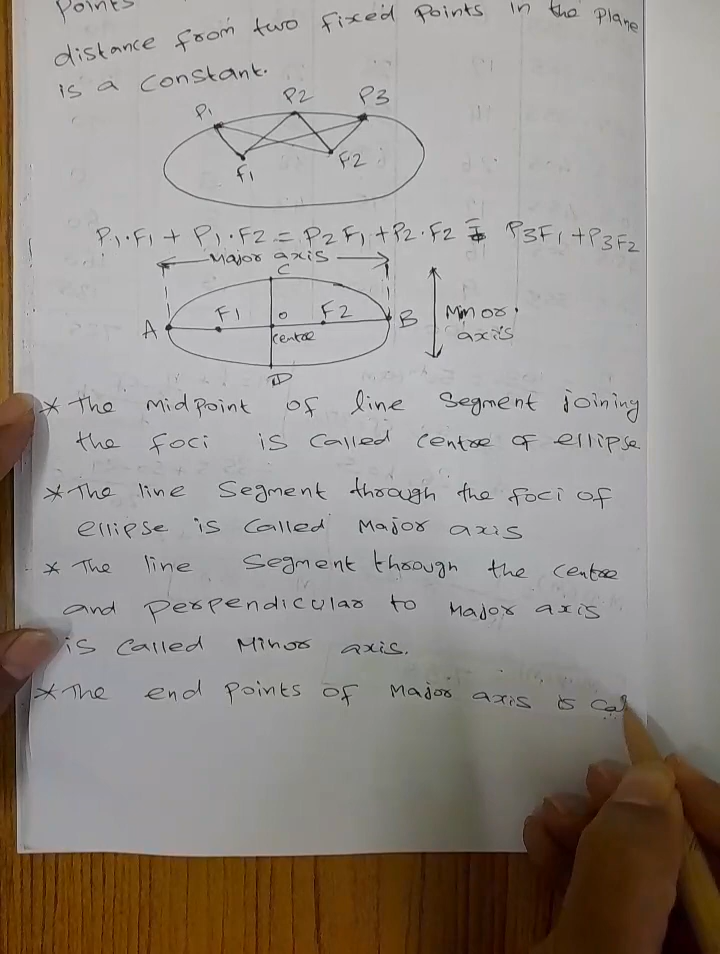 Points
distance from two fixed points in the plane
is a constant.
P1 P2 P3
F1 F2
P1.F1 + P1.F2 = P2F1 + P2.F2 = P3F1 + P3F2
Major axis
C
A F1 O F2 B Minor
centre axis
D
* The midpoint of line segment joining
the foci is called centre of ellipse
* The line segment through the foci of
ellipse is called Major axis
* The line segment through the centre
and perpendicular to Major axis
is called Minor axis.
* The end points of Major axis is cal